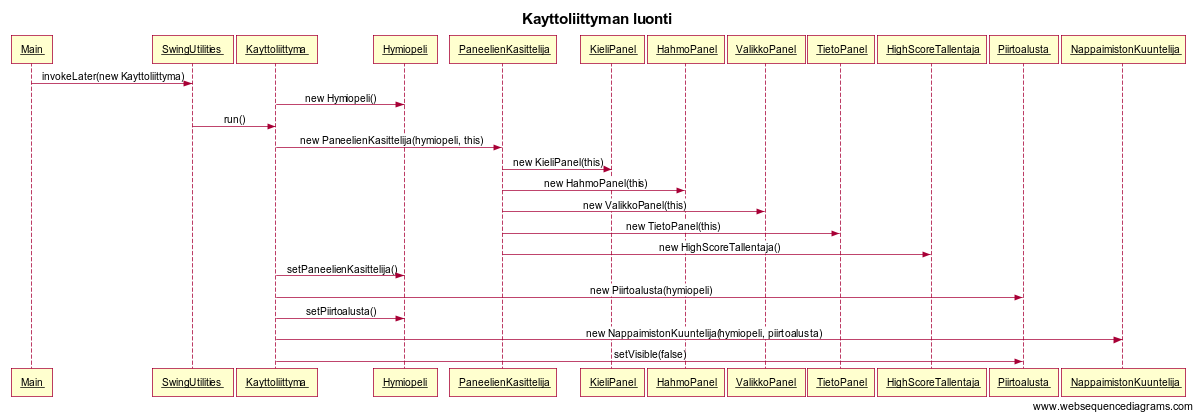 Kayttoliittyman luonti
Main SwingUtilities Kayttoliittyma Hymiopeli PaneelienKasittelija KieliPanel HahmoPanel ValikkoPanel TietoPanel HighScoreTallentaja Piirtoalusta NappaimistonKuuntelija
invokeLater(new Kayttoliittyma)
new Hymiopeli()
run()
new PaneelienKasittelija(hymiopeli, this)
new KieliPanel(this)
new HahmoPanel(this)
new ValikkoPanel(this)
new TietoPanel(this)
new HighScoreTallentaja()
setPaneelienKasittelija()
new Piirtoalusta(hymiopeli)
setPiirtoalusta()
new NappaimistonKuuntelija(hymiopeli, piirtoalusta)
setVisible(false)
Main SwingUtilities Kayttoliittyma Hymiopeli PaneelienKasittelija KieliPanel HahmoPanel ValikkoPanel TietoPanel HighScoreTallentaja Piirtoalusta NappaimistonKuuntelija
www.websequencediagrams.com